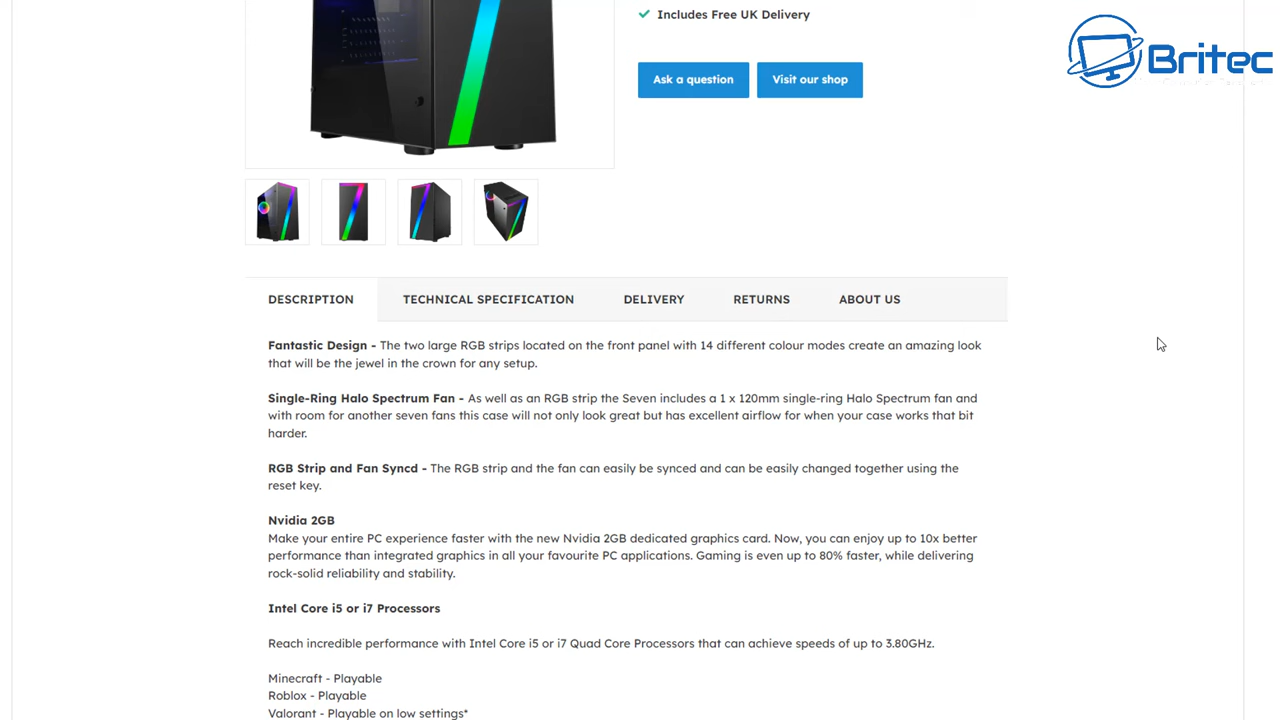 Includes Free UK Delivery
Britec
Ask a question
Visit our shop
DESCRIPTION
TECHNICAL SPECIFICATION
DELIVERY
RETURNS
ABOUT US
Fantastic Design - The two large RGB strips located on the front panel with 14 different colour modes create an amazing look
that will be the jewel in the crown for any setup.
Single-Ring Halo Spectrum Fan - As well as an RGB strip the Seven includes a 1 x 120mm single-ring Halo Spectrum fan and
with room for another seven fans this case will not only look great but has excellent airflow for when your case works that bit
harder.
RGB Strip and Fan Syncd - The RGB strip and the fan can easily be synced and can be easily changed together using the
reset key.
Nvidia 2GB
Make your entire PC experience faster with the new Nvidia 2GB dedicated graphics card. Now, you can enjoy up to 10x better
performance than integrated graphics in all your favourite PC applications. Gaming is even up to 80% faster, while delivering
rock-solid reliability and stability.
Intel Core i5 or i7 Processors
Reach incredible performance with Intel Core i5 or i7 Quad Core Processors that can achieve speeds of up to 3.80GHz.
Minecraft - Playable
Roblox - Playable
Valorant - Playable on low settings*